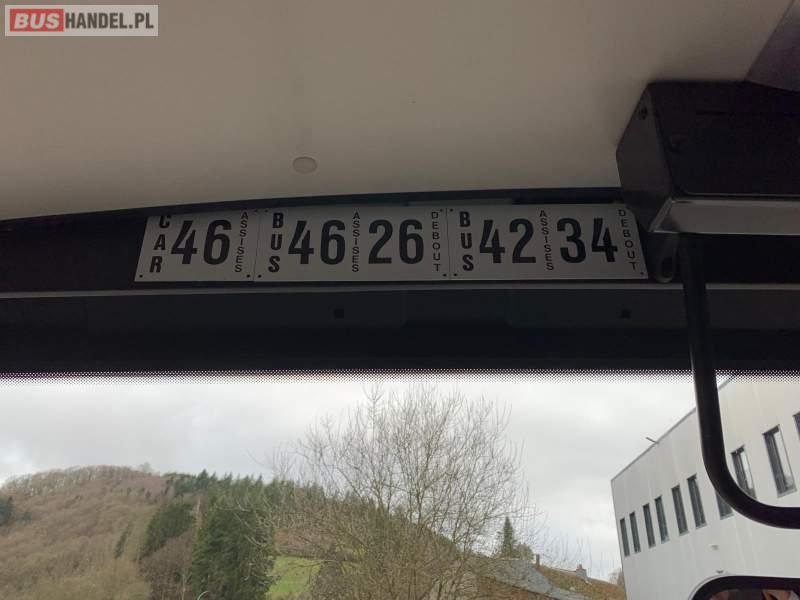 BUSHANDEL.PL
CAR 46 ASSISES BUS 46 ASSISES 26 DEBOUT BUS 42 ASSISES 34 DEBOUT